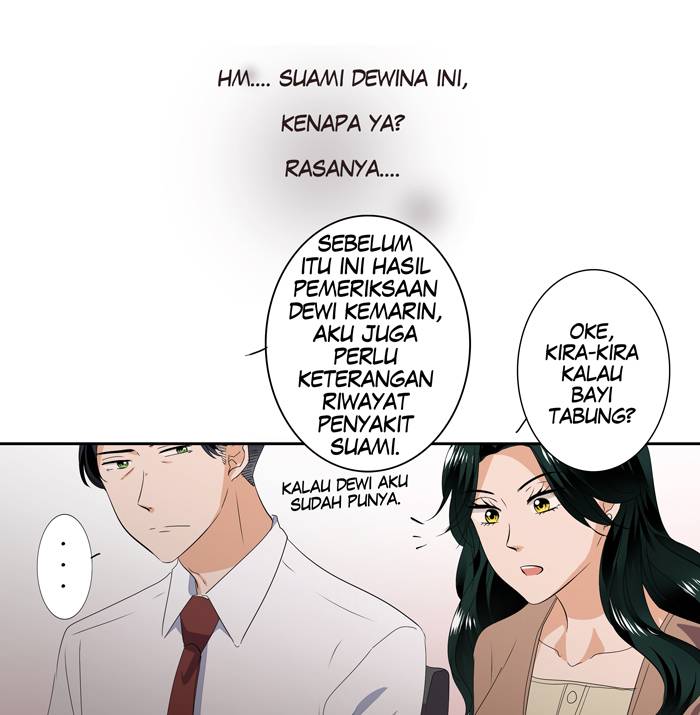 HM.... SUAMI DEWINA INI,
KENAPA YA?
RASANYA....
SEBELUM
ITU INI HASIL
PEMERIKSAAN
DEWI KEMARIN,
AKU JUGA
PERLU
KETERANGAN
RIWAYAT
PENYAKIT
SUAMI.
KALAU DEWI AKU
SUDAH PUNYA.
OKE,
KIRA-KIRA
KALAU
BAYI
TABUNG?
...